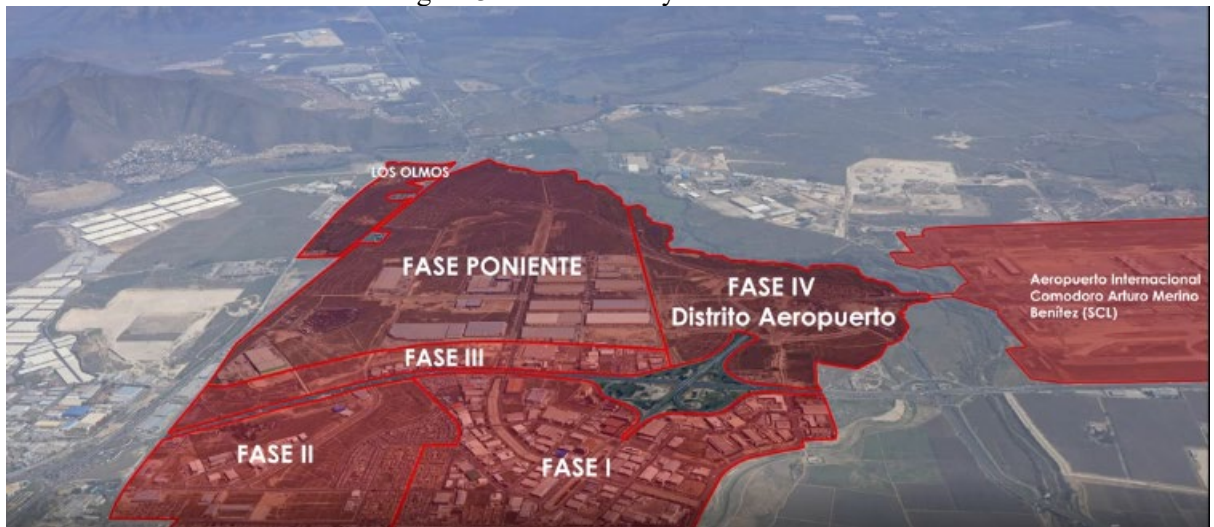 LOS OLMOS
FASE PONIENTE
FASE IV
Distrito Aeropuerto
Aeropuerto Internacional
Comodoro Arturo Merino
Benítez (SCL)
FASE III
FASE II
FASE I